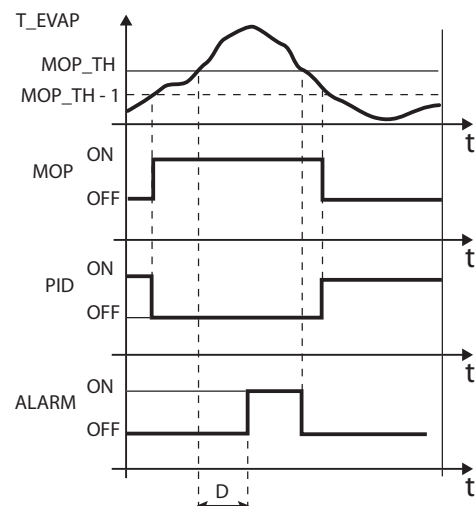 T_EVAP
MOP_TH
MOP_TH - 1
t
MOP
ON
OFF
t
PID
ON
OFF
t
ALARM
ON
OFF
t
D